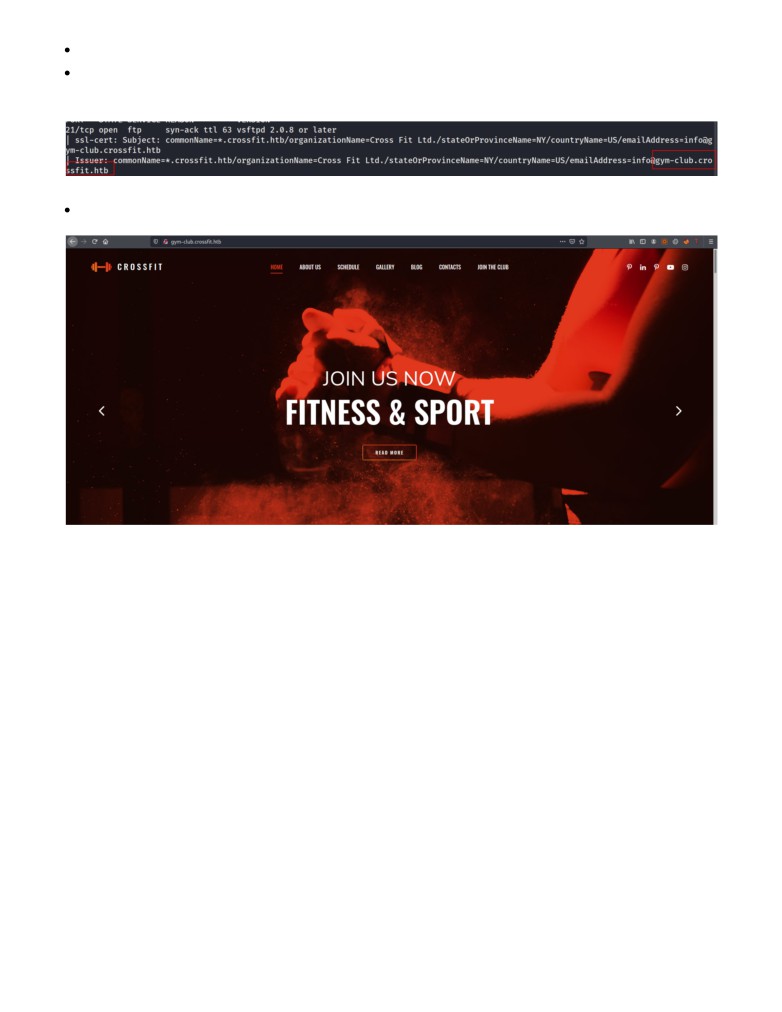 21/tcp open  ftp     syn-ack ttl 63 vsftpd 2.0.8 or later
| ssl-cert: Subject: commonName=*.crossfit.htb/organizationName=Cross Fit Ltd./stateOrProvinceName=NY/countryName=US/emailAddress=info@g
ym-club.crossfit.htb
| Issuer: commonName=*.crossfit.htb/organizationName=Cross Fit Ltd./stateOrProvinceName=NY/countryName=US/emailAddress=info@gym-club.cro
ssfit.htb
gym-club.crossfit.htb
CROSSFIT HOME ABOUT US SCHEDULE GALLERY BLOG CONTACTS JOIN THE CLUB
JOIN US NOW
FITNESS & SPORT
READ MORE